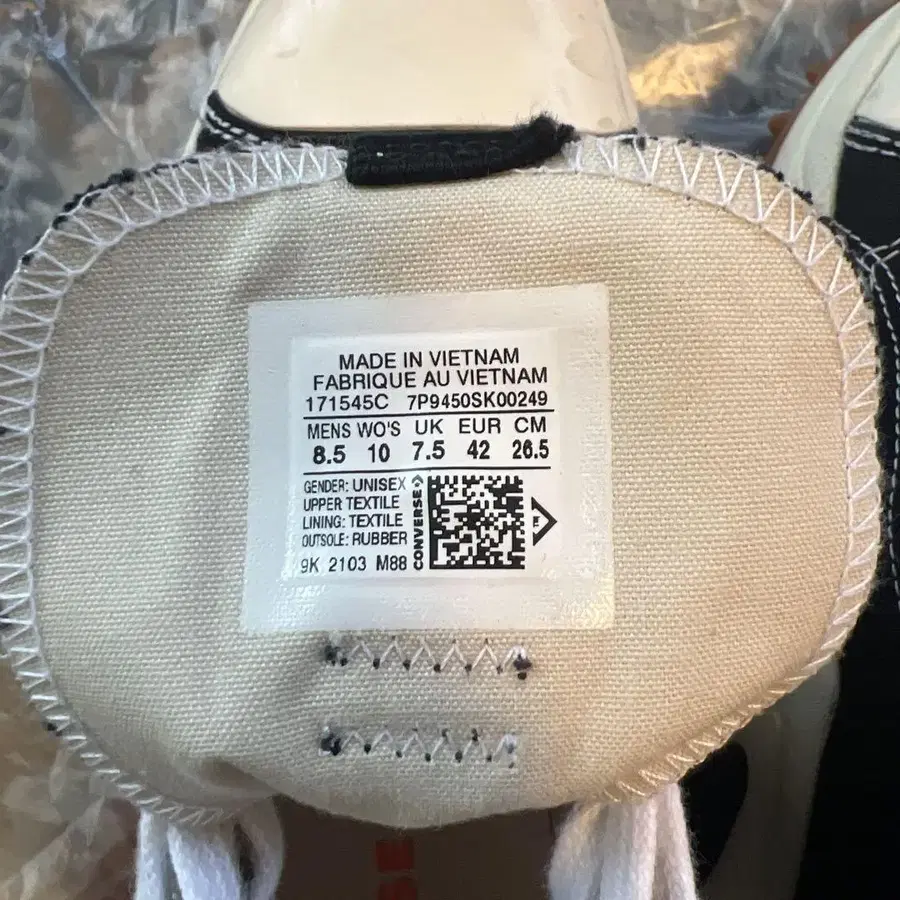 MADE IN VIETNAM
FABRIQUE AU VIETNAM
171545C 7P9450SK00249
MENS WO'S UK EUR CM
8.5 10 7.5 42 26.5
GENDER: UNISEX
UPPER TEXTILE
LINING: TEXTILE
OUTSOLE: RUBBER
9K 2103 M88
CONVERSE
E